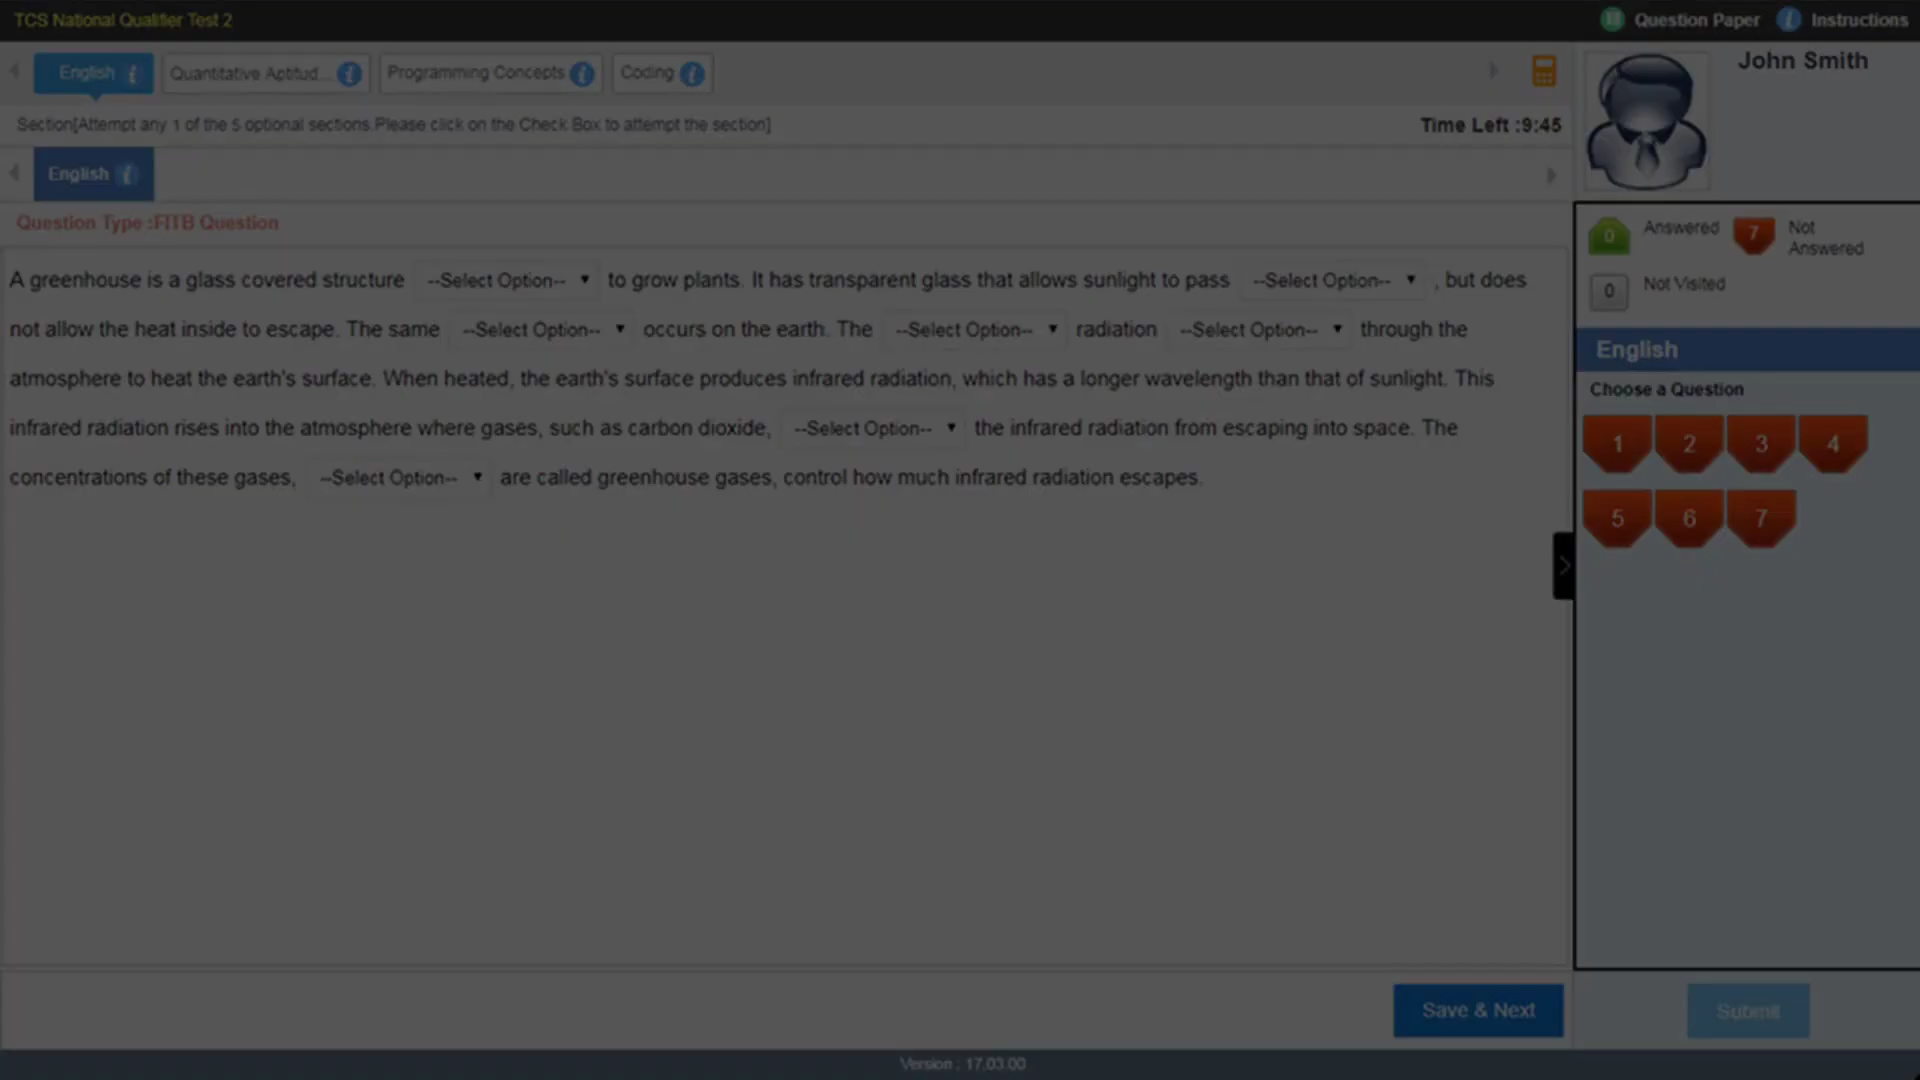 TCS National Qualifier Test 2
Question Paper
Instructions
English
Quantitative Aptitud...
Programming Concepts
Coding
John Smith
Section[Attempt any 1 of the 5 optional sections.Please click on the Check Box to attempt the section]
Time Left :9:45
English
Question Type :FITB Question
0 Answered
7 Not Answered
0 Not Visited
A greenhouse is a glass covered structure --Select Option-- to grow plants. It has transparent glass that allows sunlight to pass --Select Option-- , but does
not allow the heat inside to escape. The same --Select Option-- occurs on the earth. The --Select Option-- radiation --Select Option-- through the
atmosphere to heat the earth's surface. When heated, the earth's surface produces infrared radiation, which has a longer wavelength than that of sunlight. This
infrared radiation rises into the atmosphere where gases, such as carbon dioxide, --Select Option-- the infrared radiation from escaping into space. The
concentrations of these gases, --Select Option-- are called greenhouse gases, control how much infrared radiation escapes.
English
Choose a Question
1 2 3 4
5 6 7
Save & Next
Submit
Version : 17.03.00